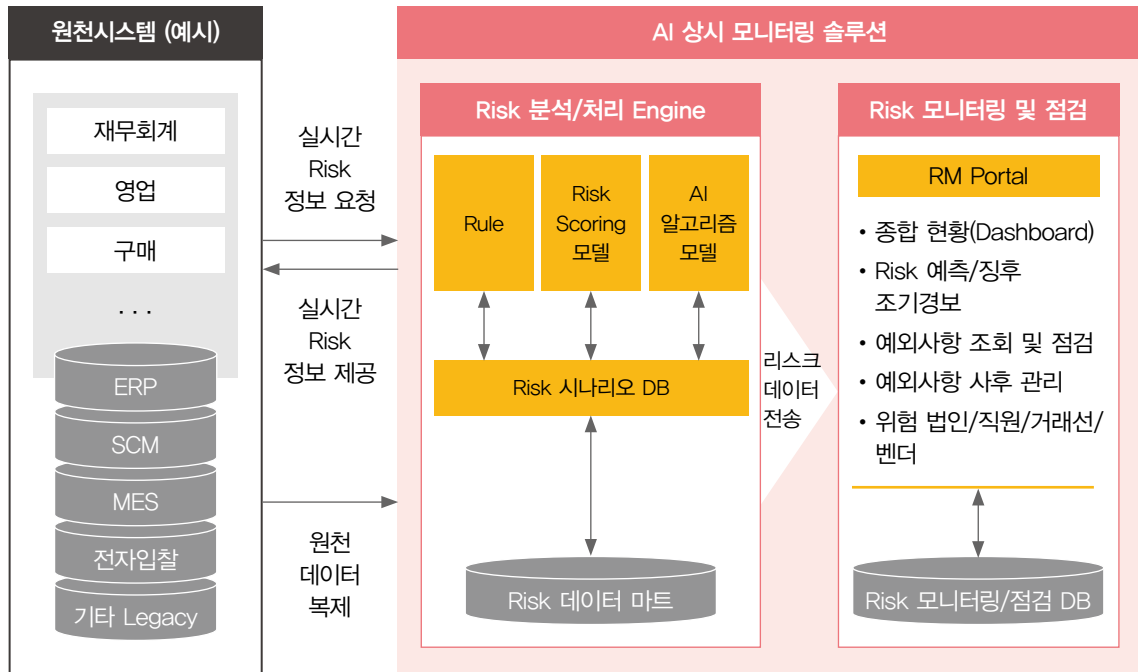 원천시스템 (예시)
재무회계
영업
구매
...
ERP
SCM
MES
전자입찰
기타 Legacy
실시간
Risk
정보 요청
실시간
Risk
정보 제공
원천
데이터
복제
AI 상시 모니터링 솔루션
Risk 분석/처리 Engine
Rule
Risk
Scoring
모델
AI
알고리즘
모델
Risk 시나리오 DB
Risk 데이터 마트
리스크
데이터
전송
Risk 모니터링 및 점검
RM Portal
• 종합 현황(Dashboard)
• Risk 예측/징후
조기경보
• 예외사항 조회 및 점검
• 예외사항 사후 관리
• 위험 법인/직원/거래선/
벤더
Risk 모니터링/점검 DB